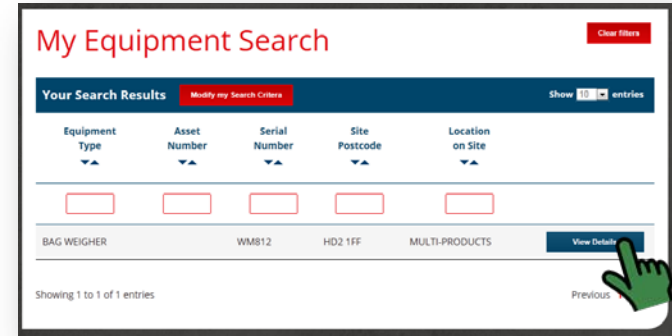 My Equipment Search
Clear filters
Your Search Results
Modify my Search Critera
Show 10 entries
Equipment Type
Asset Number
Serial Number
Site Postcode
Location on Site
BAG WEIGHER WM812 HD2 1FF MULTI-PRODUCTS
View
Showing 1 to 1 of 1 entries
Previous